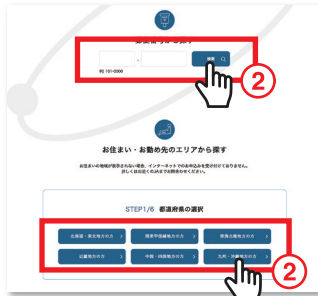 郵便番号から探す
-
検索
例) 101-0000
②
お住まい・お勤め先のエリアから探す
お住まいの地域が表示されない場合、インターネットでのお申込みを受け付けておりません。
詳しくはお近くのJAまでお問合わせください。
STEP1/6 都道府県の選択
北海道・東北地方の方 >
関東甲信越地方の方 >
東海北陸地方の方 >
近畿地方の方 >
中国・四国地方の方 >
九州・沖縄地方の方 >
②